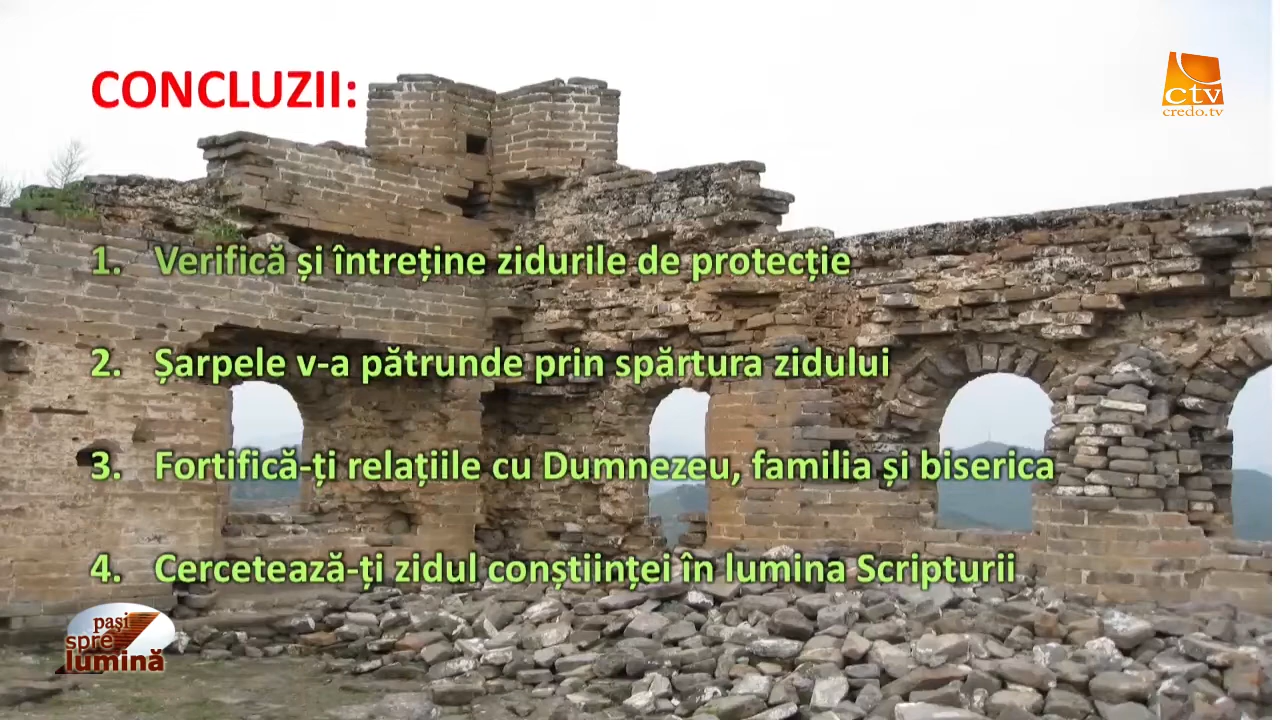 CONCLUZII:
ctv
credo.tv
1. Verifică și întreține zidurile de protecție
2. Șarpele v-a pătrunde prin spărtura zidului
3. Fortifică-ți relațiile cu Dumnezeu, familia și biserica
4. Cercetează-ți zidul conștiinței în lumina Scripturii
pași
spre
lumină